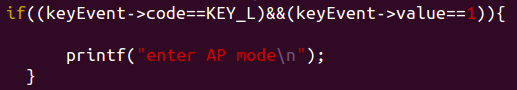 if((keyEvent->code==KEY_L)&&(keyEvent->value==1)){
printf("enter AP mode\n");
}